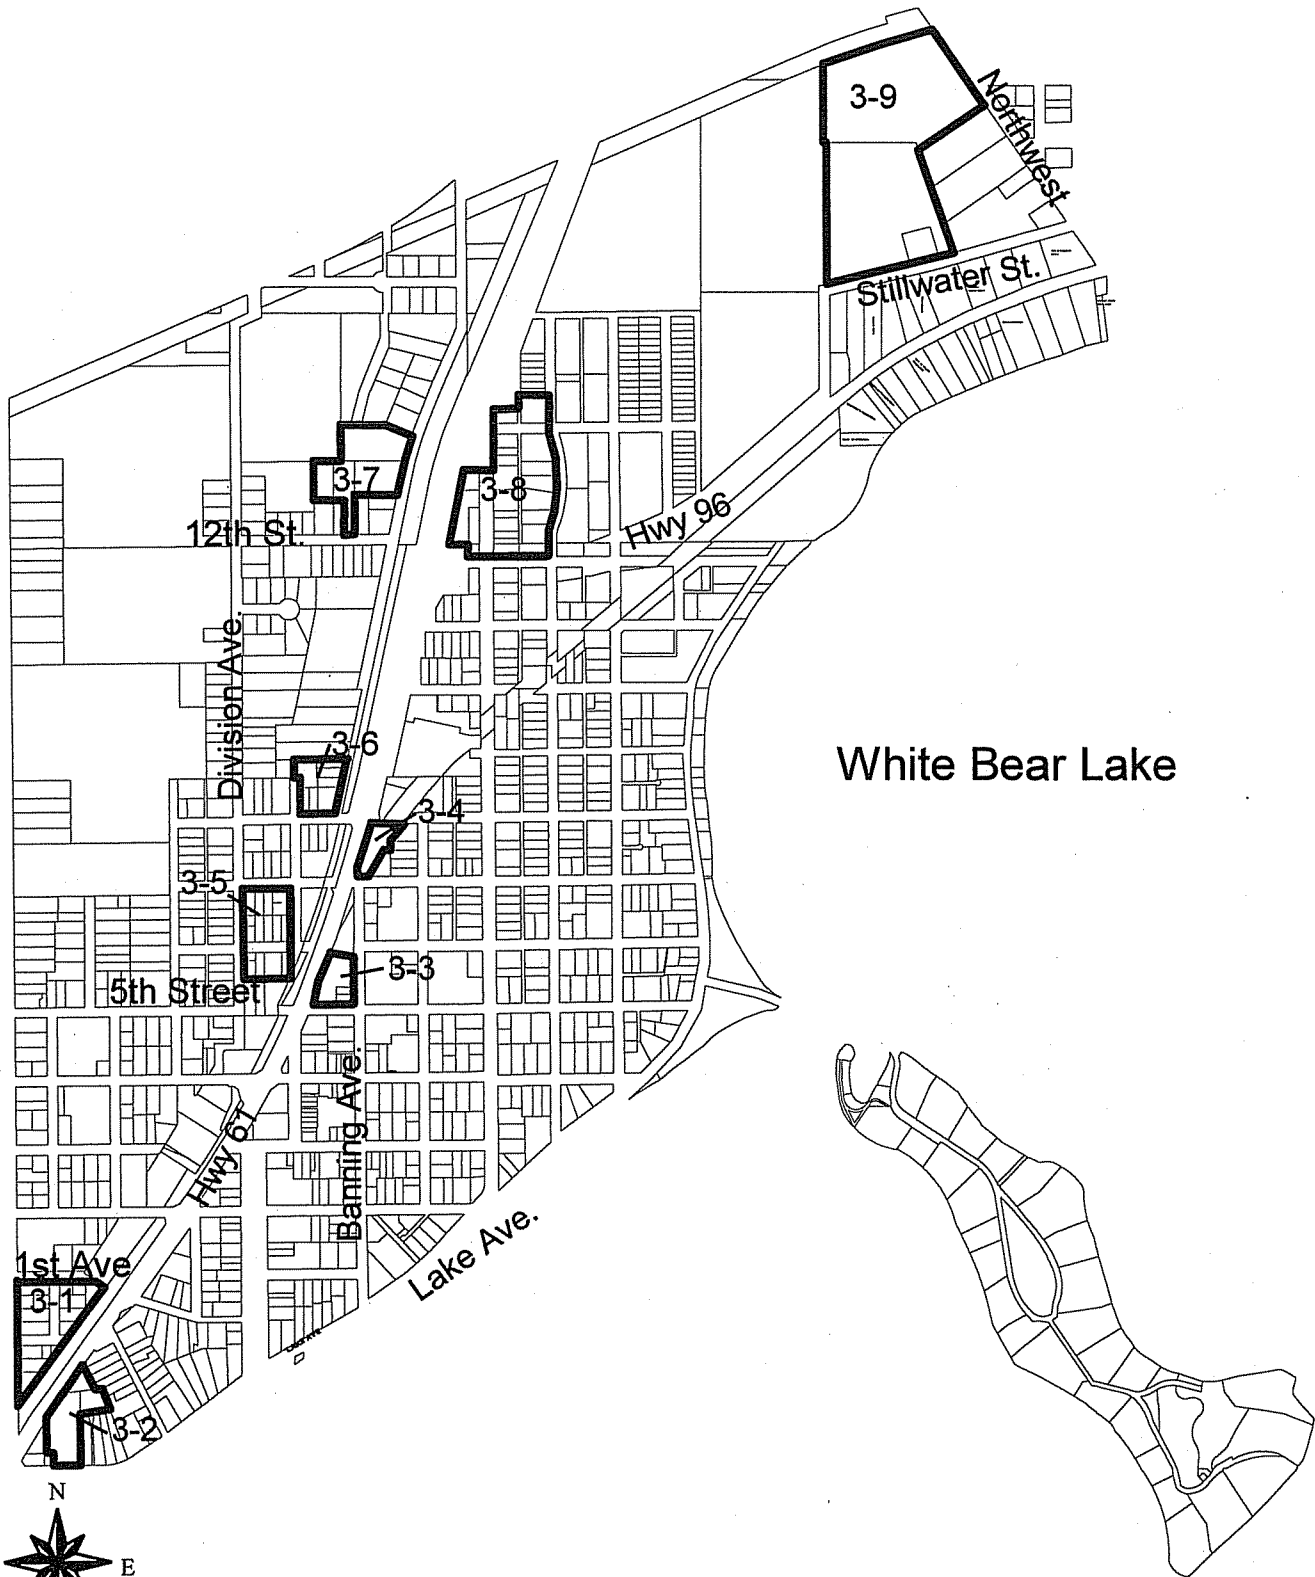 3-9
Northwest
Stillwater St.
3-7
3-8
12th St.
Hwy 96
Division Ave.
3-6
White Bear Lake
3-4
3-5
3-3
5th Street
Banning Ave.
Hwy 61
Lake Ave.
1st Ave
3-1
3-2
N
E